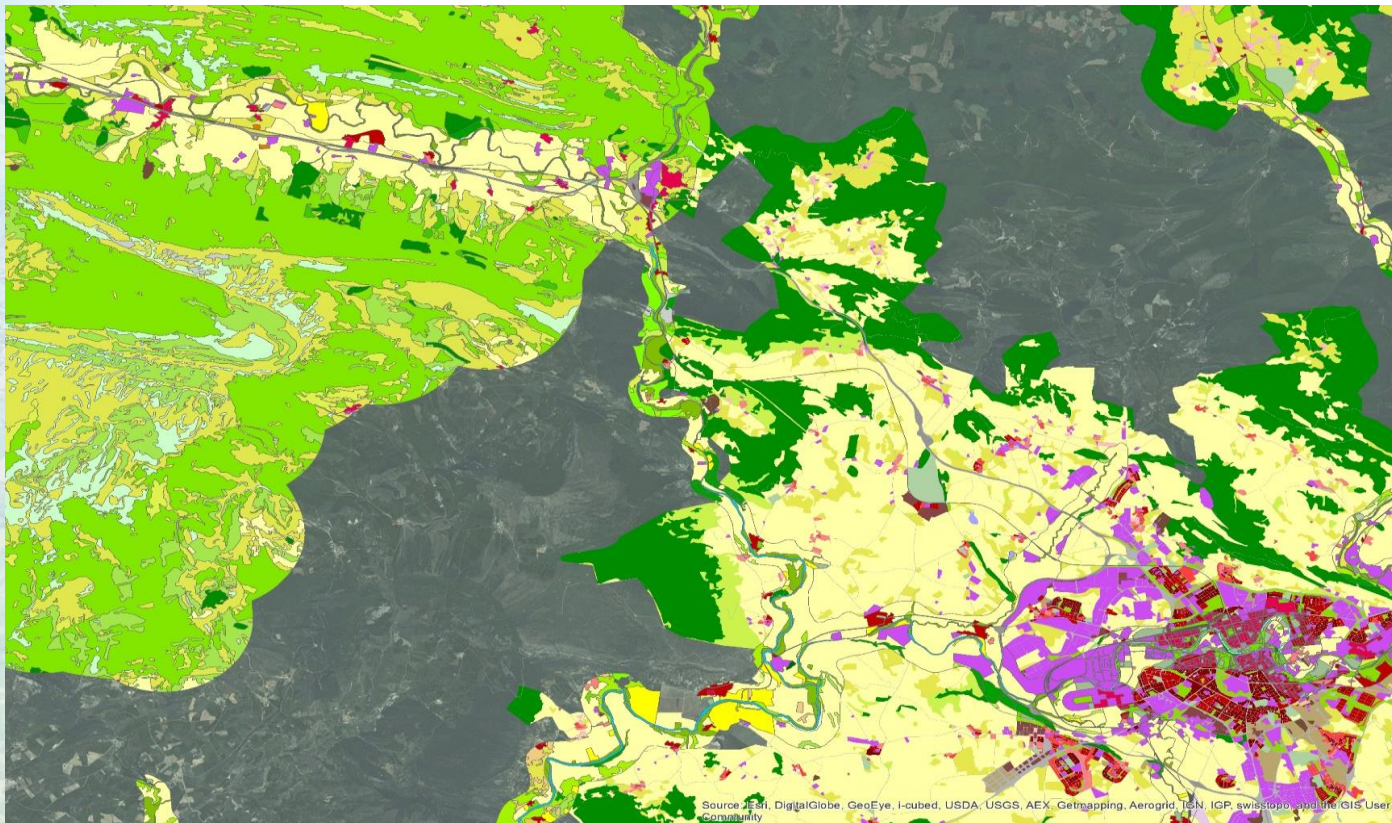 Source: Esri, DigitalGlobe, GeoEye, i-cubed, USDA, USGS, AEX, Getmapping, Aerogrid, IGN, IGP, swisstopo, and the GIS User
Community